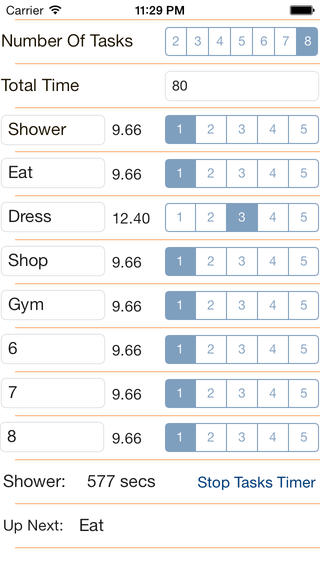 Carrier 11:29 PM
Number Of Tasks 2 3 4 5 6 7 8
Total Time 80
Shower 9.66 1 2 3 4 5
Eat 9.66 1 2 3 4 5
Dress 12.40 1 2 3 4 5
Shop 9.66 1 2 3 4 5
Gym 9.66 1 2 3 4 5
6 9.66 1 2 3 4 5
7 9.66 1 2 3 4 5
8 9.66 1 2 3 4 5
Shower: 577 secs Stop Tasks Timer
Up Next: Eat